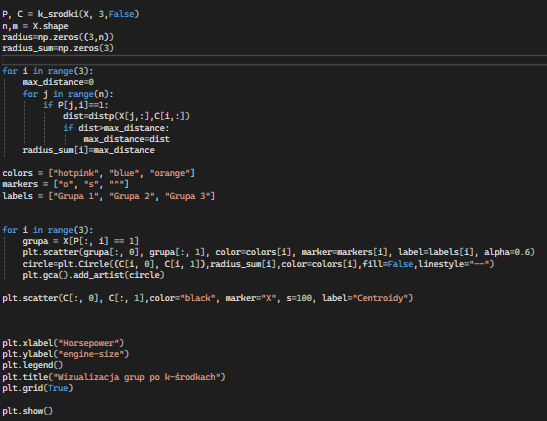 P, C = k_srodki(X, 3,False)
n,m = X.shape
radius=np.zeros((3,n))
radius_sum=np.zeros(3)
for i in range(3):
    max_distance=0
    for j in range(n):
        if P[j,i]==1:
            dist=distp(X[j,:],C[i,:])
            if dist>max_distance:
                max_distance=dist
    radius_sum[i]=max_distance
colors = ["hotpink", "blue", "orange"]
markers = ["o", "s", "^"]
labels = ["Grupa 1", "Grupa 2", "Grupa 3"]
for i in range(3):
    grupa = X[P[:, i] == 1]
    plt.scatter(grupa[:, 0], grupa[:, 1], color=colors[i], marker=markers[i], label=labels[i], alpha=0.6)
    circle=plt.Circle((C[i, 0], C[i, 1]),radius_sum[i],color=colors[i],fill=False,linestyle="--")
    plt.gca().add_artist(circle)
plt.scatter(C[:, 0], C[:, 1],color="black", marker="X", s=100, label="Centroidy")
plt.xlabel("Horsepower")
plt.ylabel("engine-size")
plt.legend()
plt.title("Wizualizacja grup po k-środkach")
plt.grid(True)
plt.show()